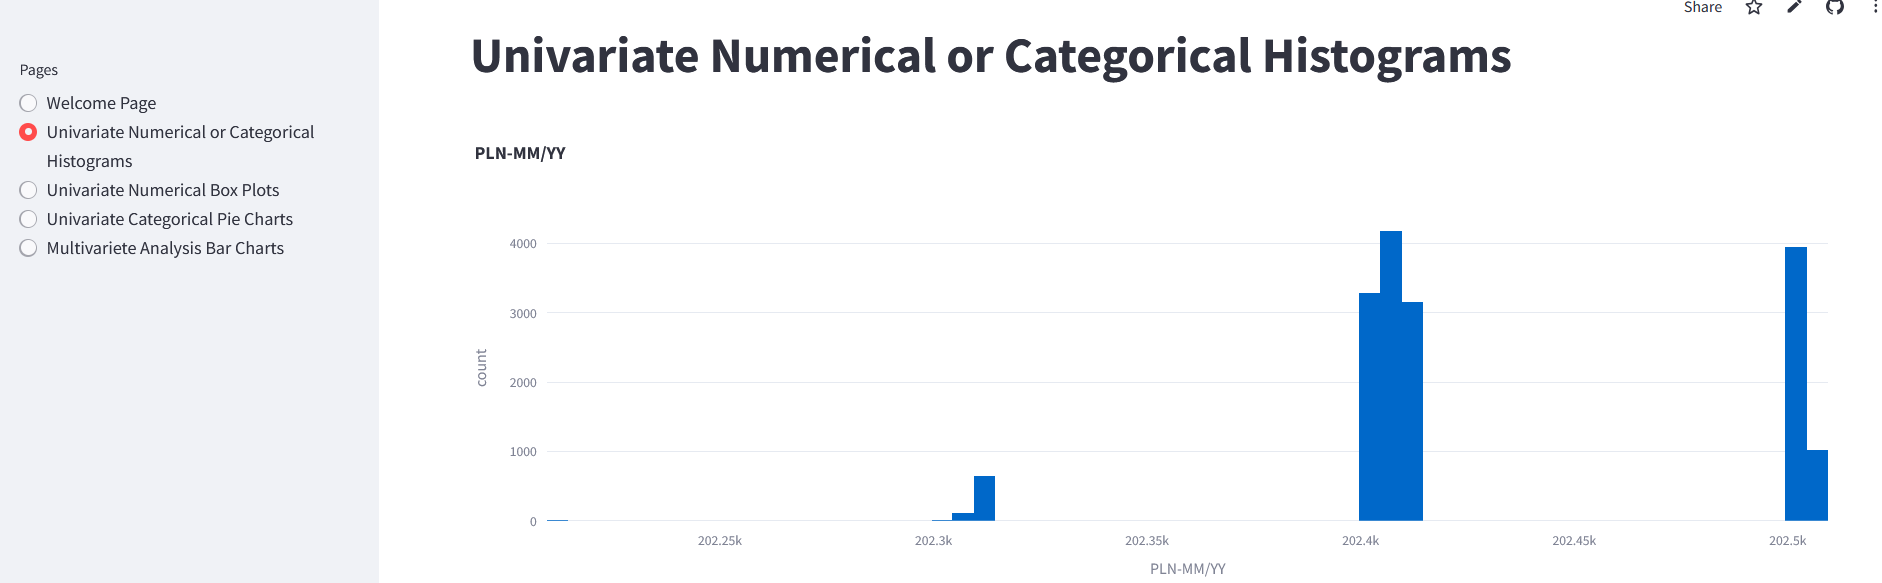 Share
Pages
Welcome Page
Univariate Numerical or Categorical
Histograms
Univariate Numerical Box Plots
Univariate Categorical Pie Charts
Multivariete Analysis Bar Charts
Univariate Numerical or Categorical Histograms
PLN-MM/YY
4000
3000
2000
1000
0
count
202.25k
202.3k
202.35k
202.4k
202.45k
202.5k
PLN-MM/YY